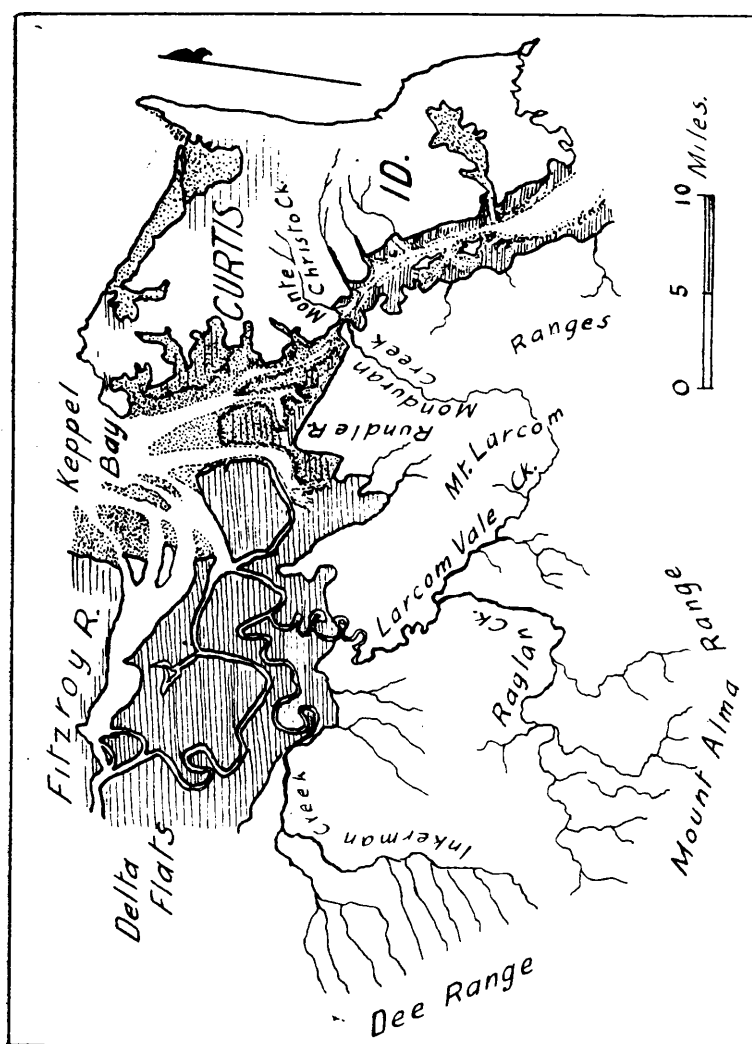 Keppel
Bay
Fitzroy R.
Delta
Flats
CURTIS
ID.
Monte
Christo Ck.
Monduran
Creek
Rundle R.
Ranges
Mt. Larcom
Larcom Vale Ck.
Raglan
Ck.
Inkerman
Creek
Mount Alma Range
Dee Range
0 5 10
Miles.